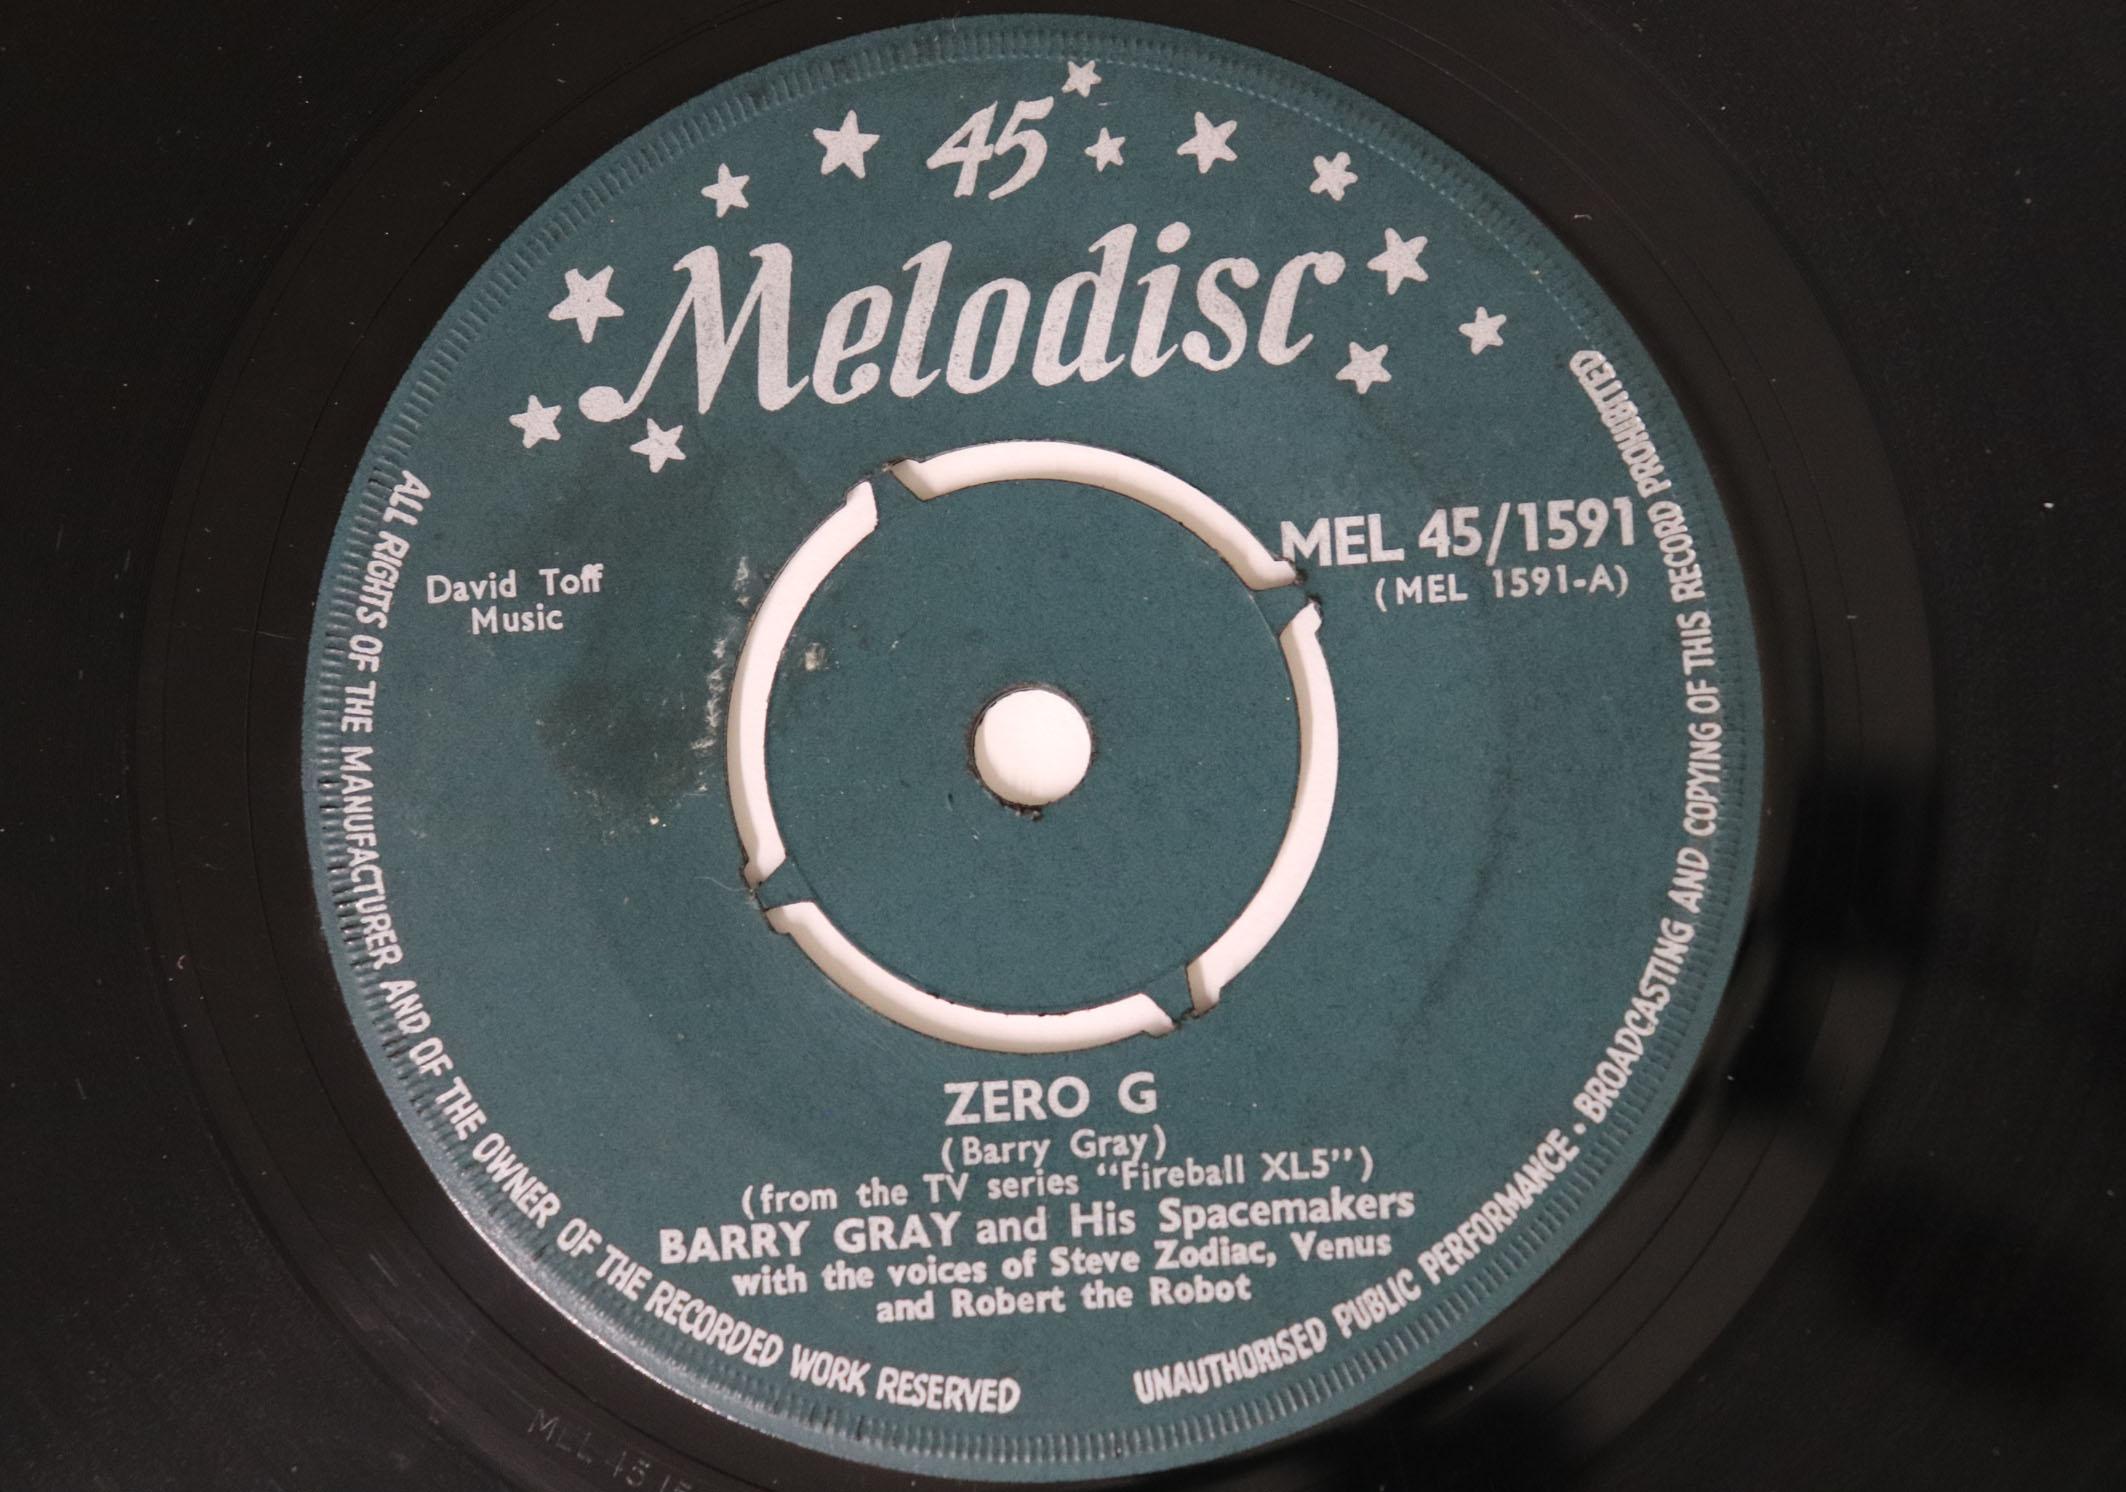 45
Melodisc
MEL 45/1591
(MEL 1591-A)
David Toff
Music
ZERO G
(Barry Gray)
(from the TV series “Fireball XL5”)
BARRY GRAY and His Spacemakers
with the voices of Steve Zodiac, Venus
and Robert the Robot
ALL RIGHTS OF THE MANUFACTURER AND OF THE OWNER OF THE RECORDED WORK RESERVED
UNAUTHORISED PUBLIC PERFORMANCE • BROADCASTING AND COPYING OF THIS RECORD PROHIBITED